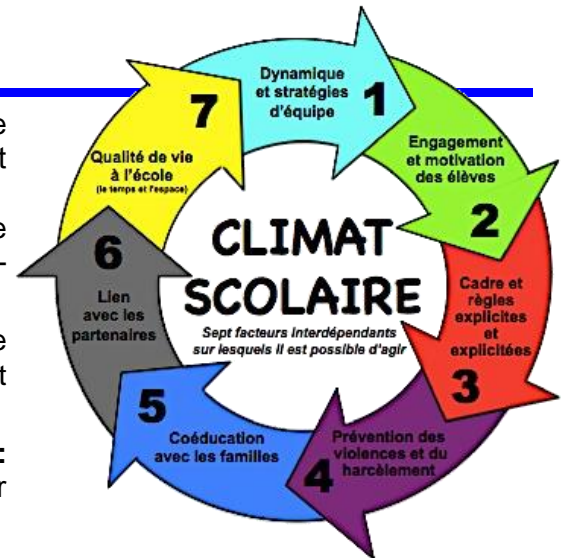 CLIMAT
SCOLAIRE
Sept facteurs interdépendants
sur lesquels il est possible d'agir
Dynamique
et stratégies
d'équipe
1
Engagement
et motivation
des élèves
2
Cadre et
règles
explicites
et
explicitées
3
Prévention des
violences et du
harcèlement
4
Coéducation
avec les familles
5
Lien
avec les
partenaires
6
Qualité de vie
à l'école
(le temps et l'espace)
7
e
t
e
-
e
t
:
r